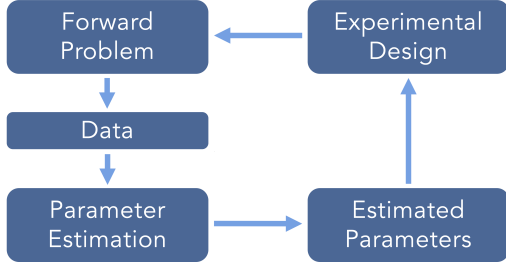 Forward
Problem
Experimental
Design
Data
Parameter
Estimation
Estimated
Parameters